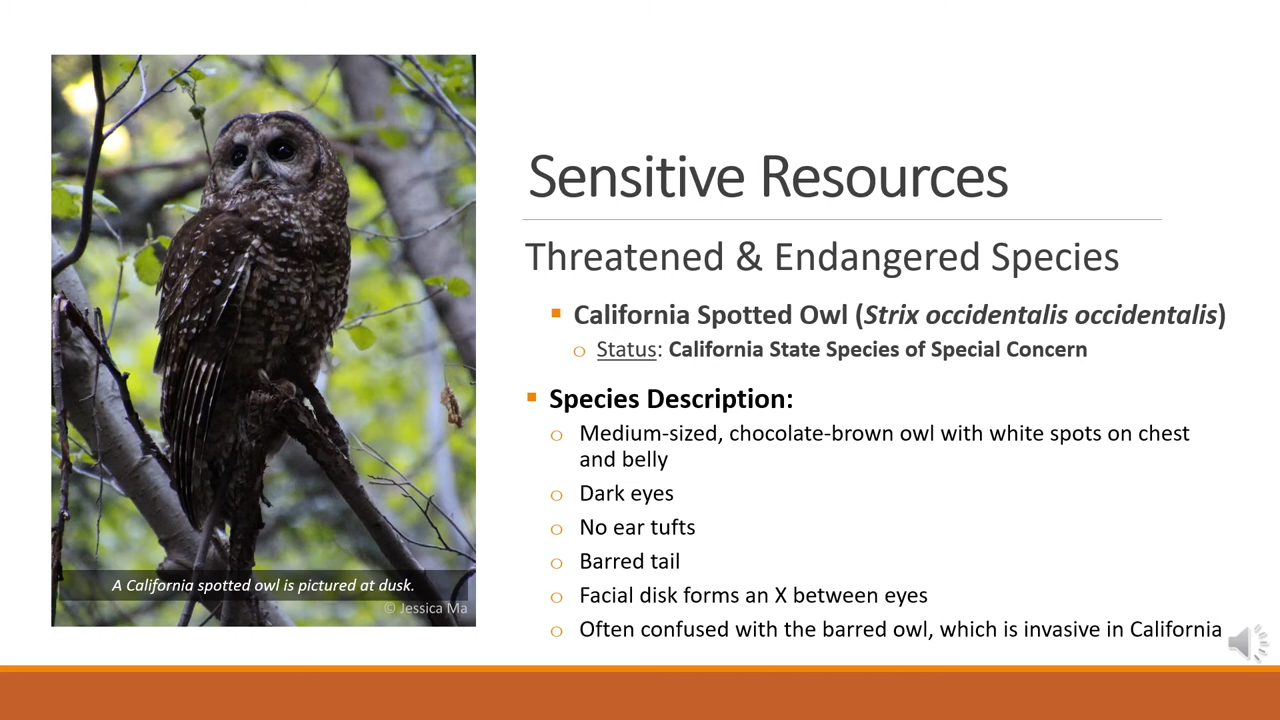 Sensitive Resources
Threatened & Endangered Species
California Spotted Owl (Strix occidentalis occidentalis)
Status: California State Species of Special Concern
Species Description:
Medium-sized, chocolate-brown owl with white spots on chest
and belly
Dark eyes
No ear tufts
Barred tail
Facial disk forms an X between eyes
Often confused with the barred owl, which is invasive in California
A California spotted owl is pictured at dusk.
© Jessica Ma